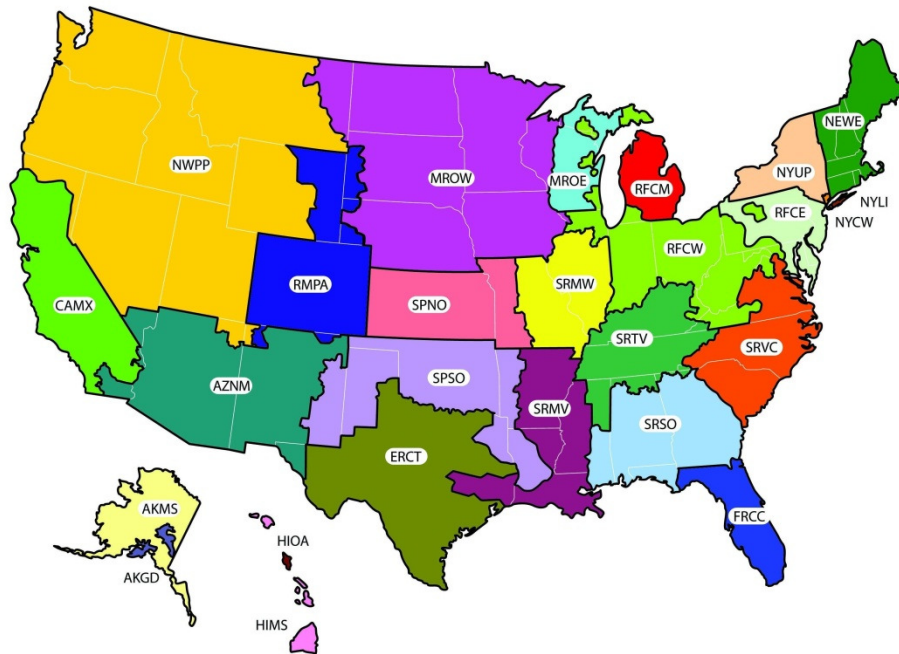 NEWE
NWPP
MROW
MROE
NYUP
RFCM
NYLI
RFCE
NYCW
RFCW
RMPA
SRMW
CAMX
SPNO
SRTV
SRVC
AZNM
SPSO
SRMV
SRSO
ERCT
AKMS
FRCC
HIOA
AKGD
HIMS